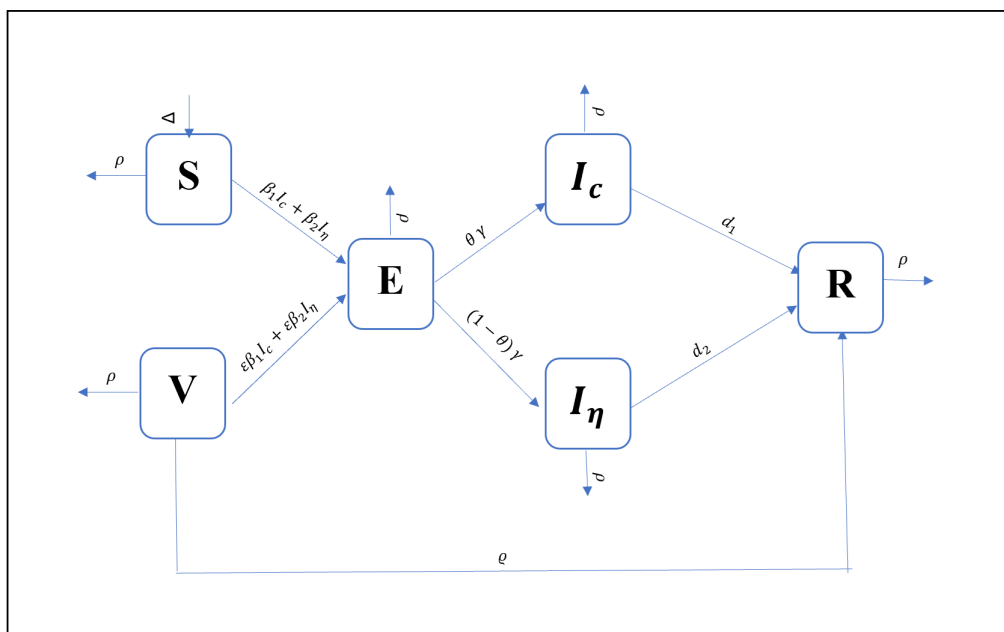 Δ
ρ
S
β₁I_c + β₂I_η
ρ
E
ρ
I_c
θ γ
d₁
R
ρ
εβ₁I_c + εβ₂I_η
(1 − θ) γ
d₂
ρ
V
I_η
ρ
ϱ